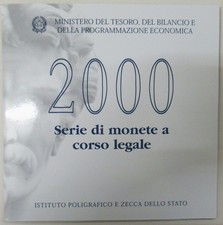 MINISTERO DEL TESORO, DEL BILANCIO E
DELLA PROGRAMMAZIONE ECONOMICA
2000
Serie di monete a
corso legale
ISTITUTO POLIGRAFICO E ZECCA DELLO STATO